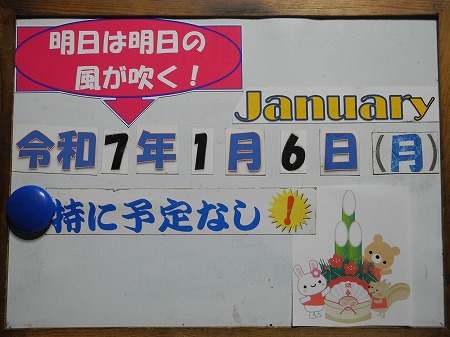 明日は明日の
風が吹く!
January
令和7年1月6日(月)
特に予定なし!